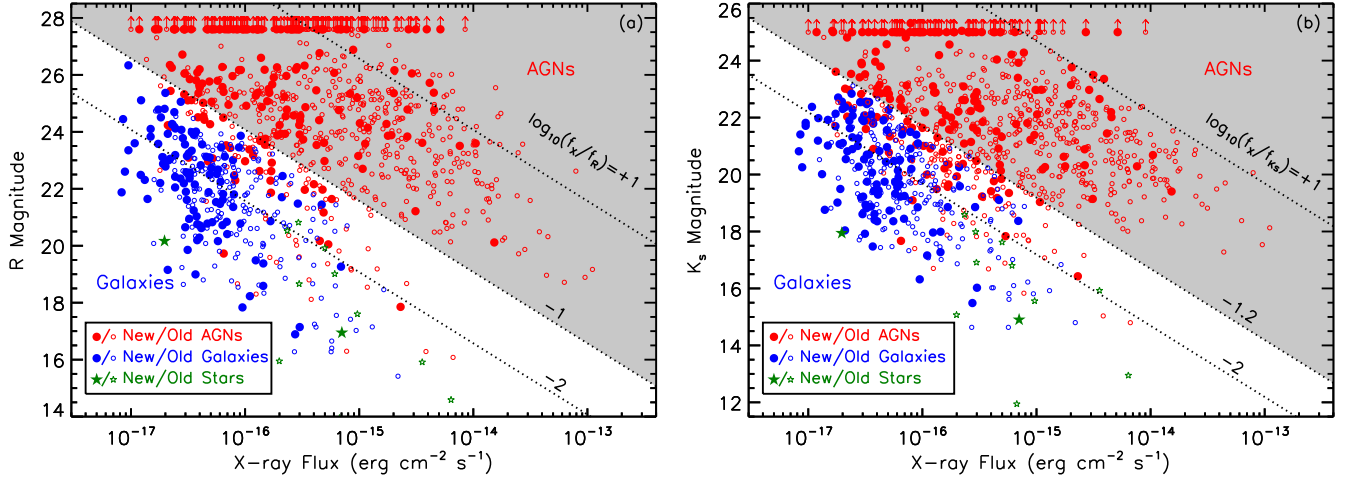 (a)
28
26
24
22
20
18
16
14
R Magnitude
AGNs
log₁₀(fX/fR)=+1
−1
−2
Galaxies
/ New/Old AGNs
/ New/Old Galaxies
/ New/Old Stars
10⁻¹⁷ 10⁻¹⁶ 10⁻¹⁵ 10⁻¹⁴ 10⁻¹³
X−ray Flux (erg cm⁻² s⁻¹)
(b)
26
24
22
20
18
16
14
12
Kₛ Magnitude
AGNs
log₁₀(fX/fKs)=+1
−1.2
−2
Galaxies
/ New/Old AGNs
/ New/Old Galaxies
/ New/Old Stars
10⁻¹⁷ 10⁻¹⁶ 10⁻¹⁵ 10⁻¹⁴ 10⁻¹³
X−ray Flux (erg cm⁻² s⁻¹)